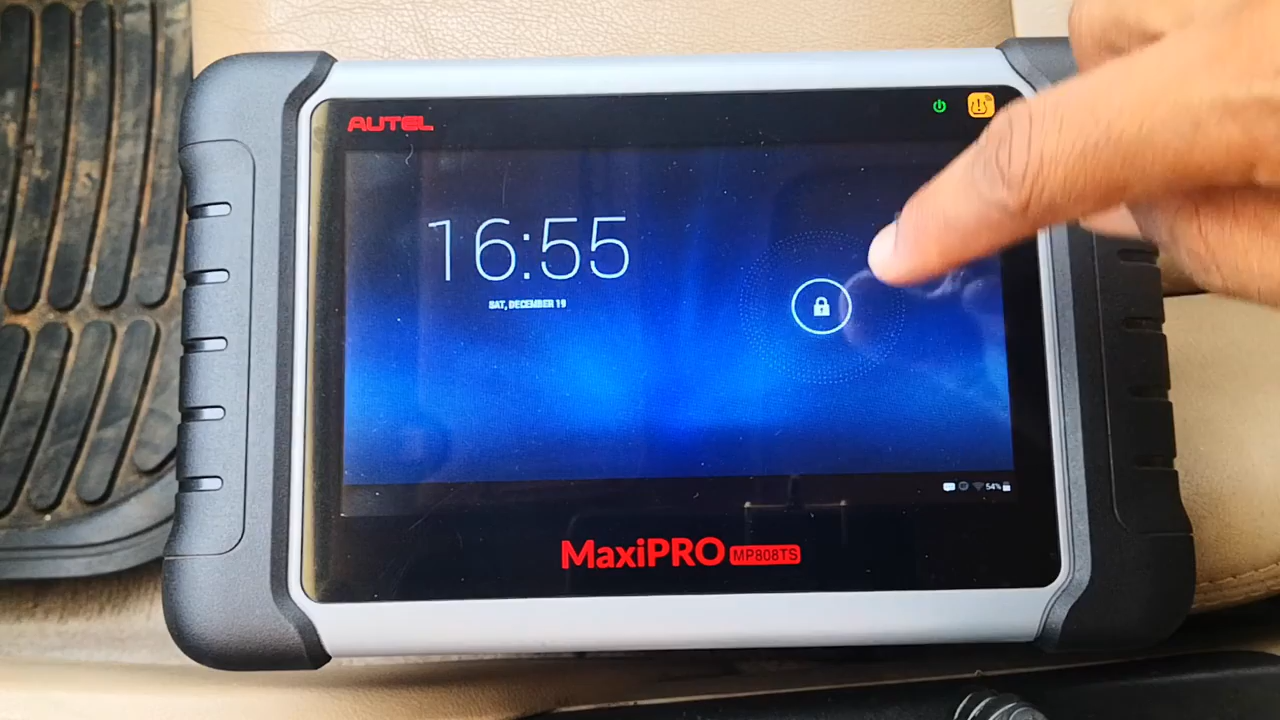 AUTEL
16:55
SAT, DECEMBER 19
54%
MaxiPRO MP808TS